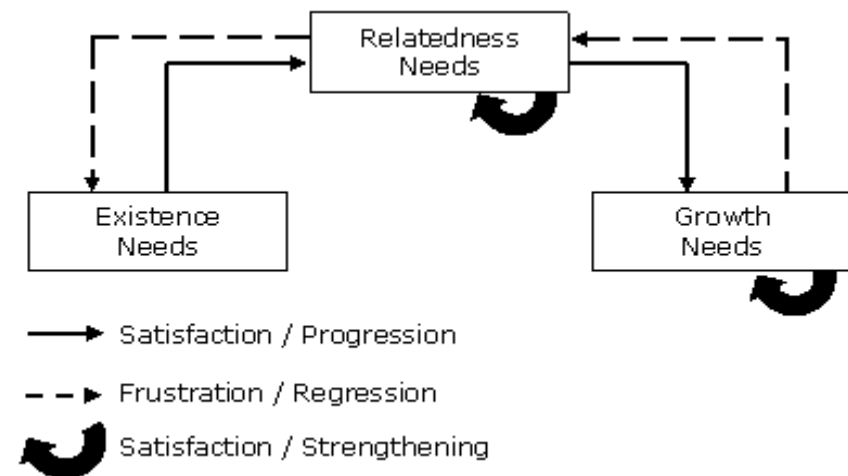 Relatedness
Needs
Existence
Needs
Growth
Needs
Satisfaction / Progression
Frustration / Regression
Satisfaction / Strengthening